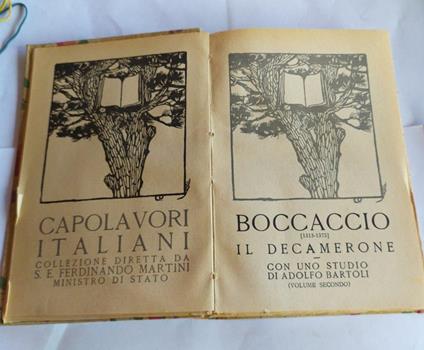 CAPOLAVORI
ITALIANI
COLLEZIONE DIRETTA DA
S. E. FERDINANDO MARTINI
MINISTRO DI STATO
BOCCACCIO
[1313-1375]
IL DECAMERONE
CON UNO STUDIO
DI ADOLFO BARTOLI
(VOLUME SECONDO)